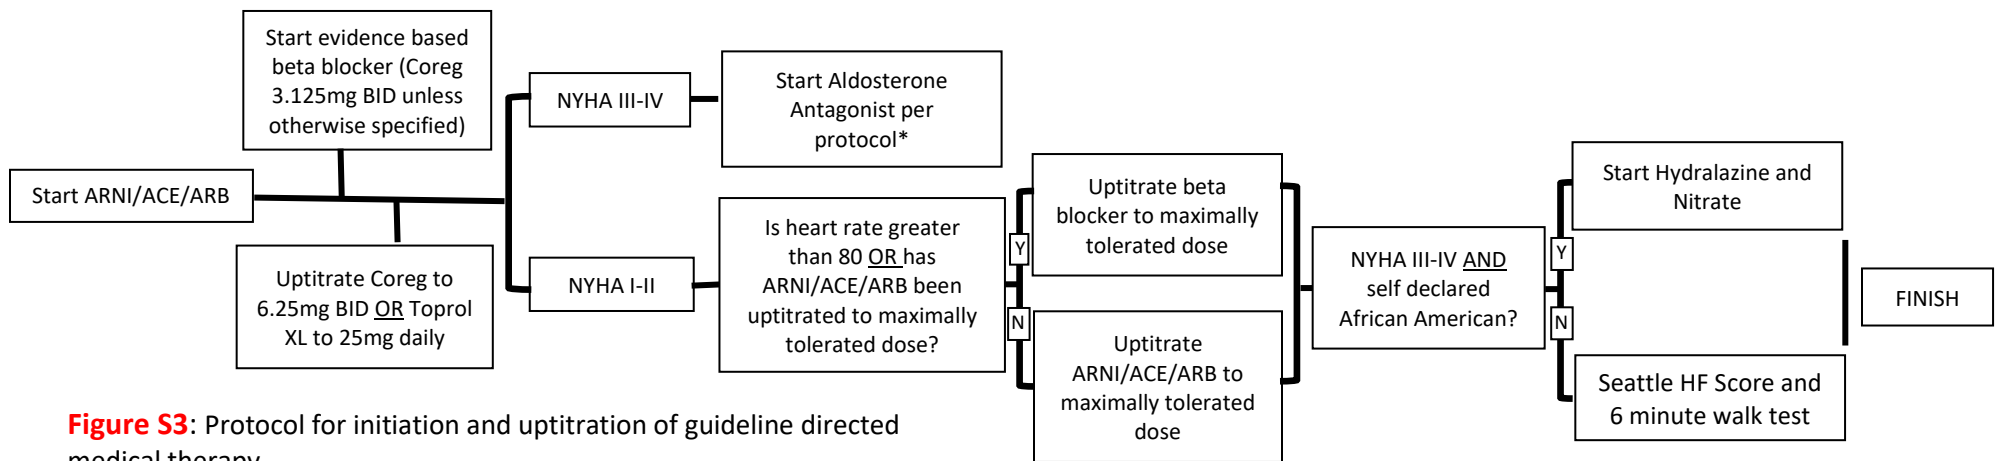 Start ARNI/ACE/ARB
Start evidence based
beta blocker (Coreg
3.125mg BID unless
otherwise specified)
Uptitrate Coreg to
6.25mg BID OR Toprol
XL to 25mg daily
NYHA III-IV
Start Aldosterone
Antagonist per
protocol*
NYHA I-II
Is heart rate greater
than 80 OR has
ARNI/ACE/ARB been
uptitrated to maximally
tolerated dose?
Y
N
Uptitrate beta
blocker to maximally
tolerated dose
Uptitrate
ARNI/ACE/ARB to
maximally tolerated
dose
NYHA III-IV AND
self declared
African American?
Y
N
Start Hydralazine and
Nitrate
Seattle HF Score and
6 minute walk test
FINISH
Figure S3: Protocol for initiation and uptitration of guideline directed
medical therapy